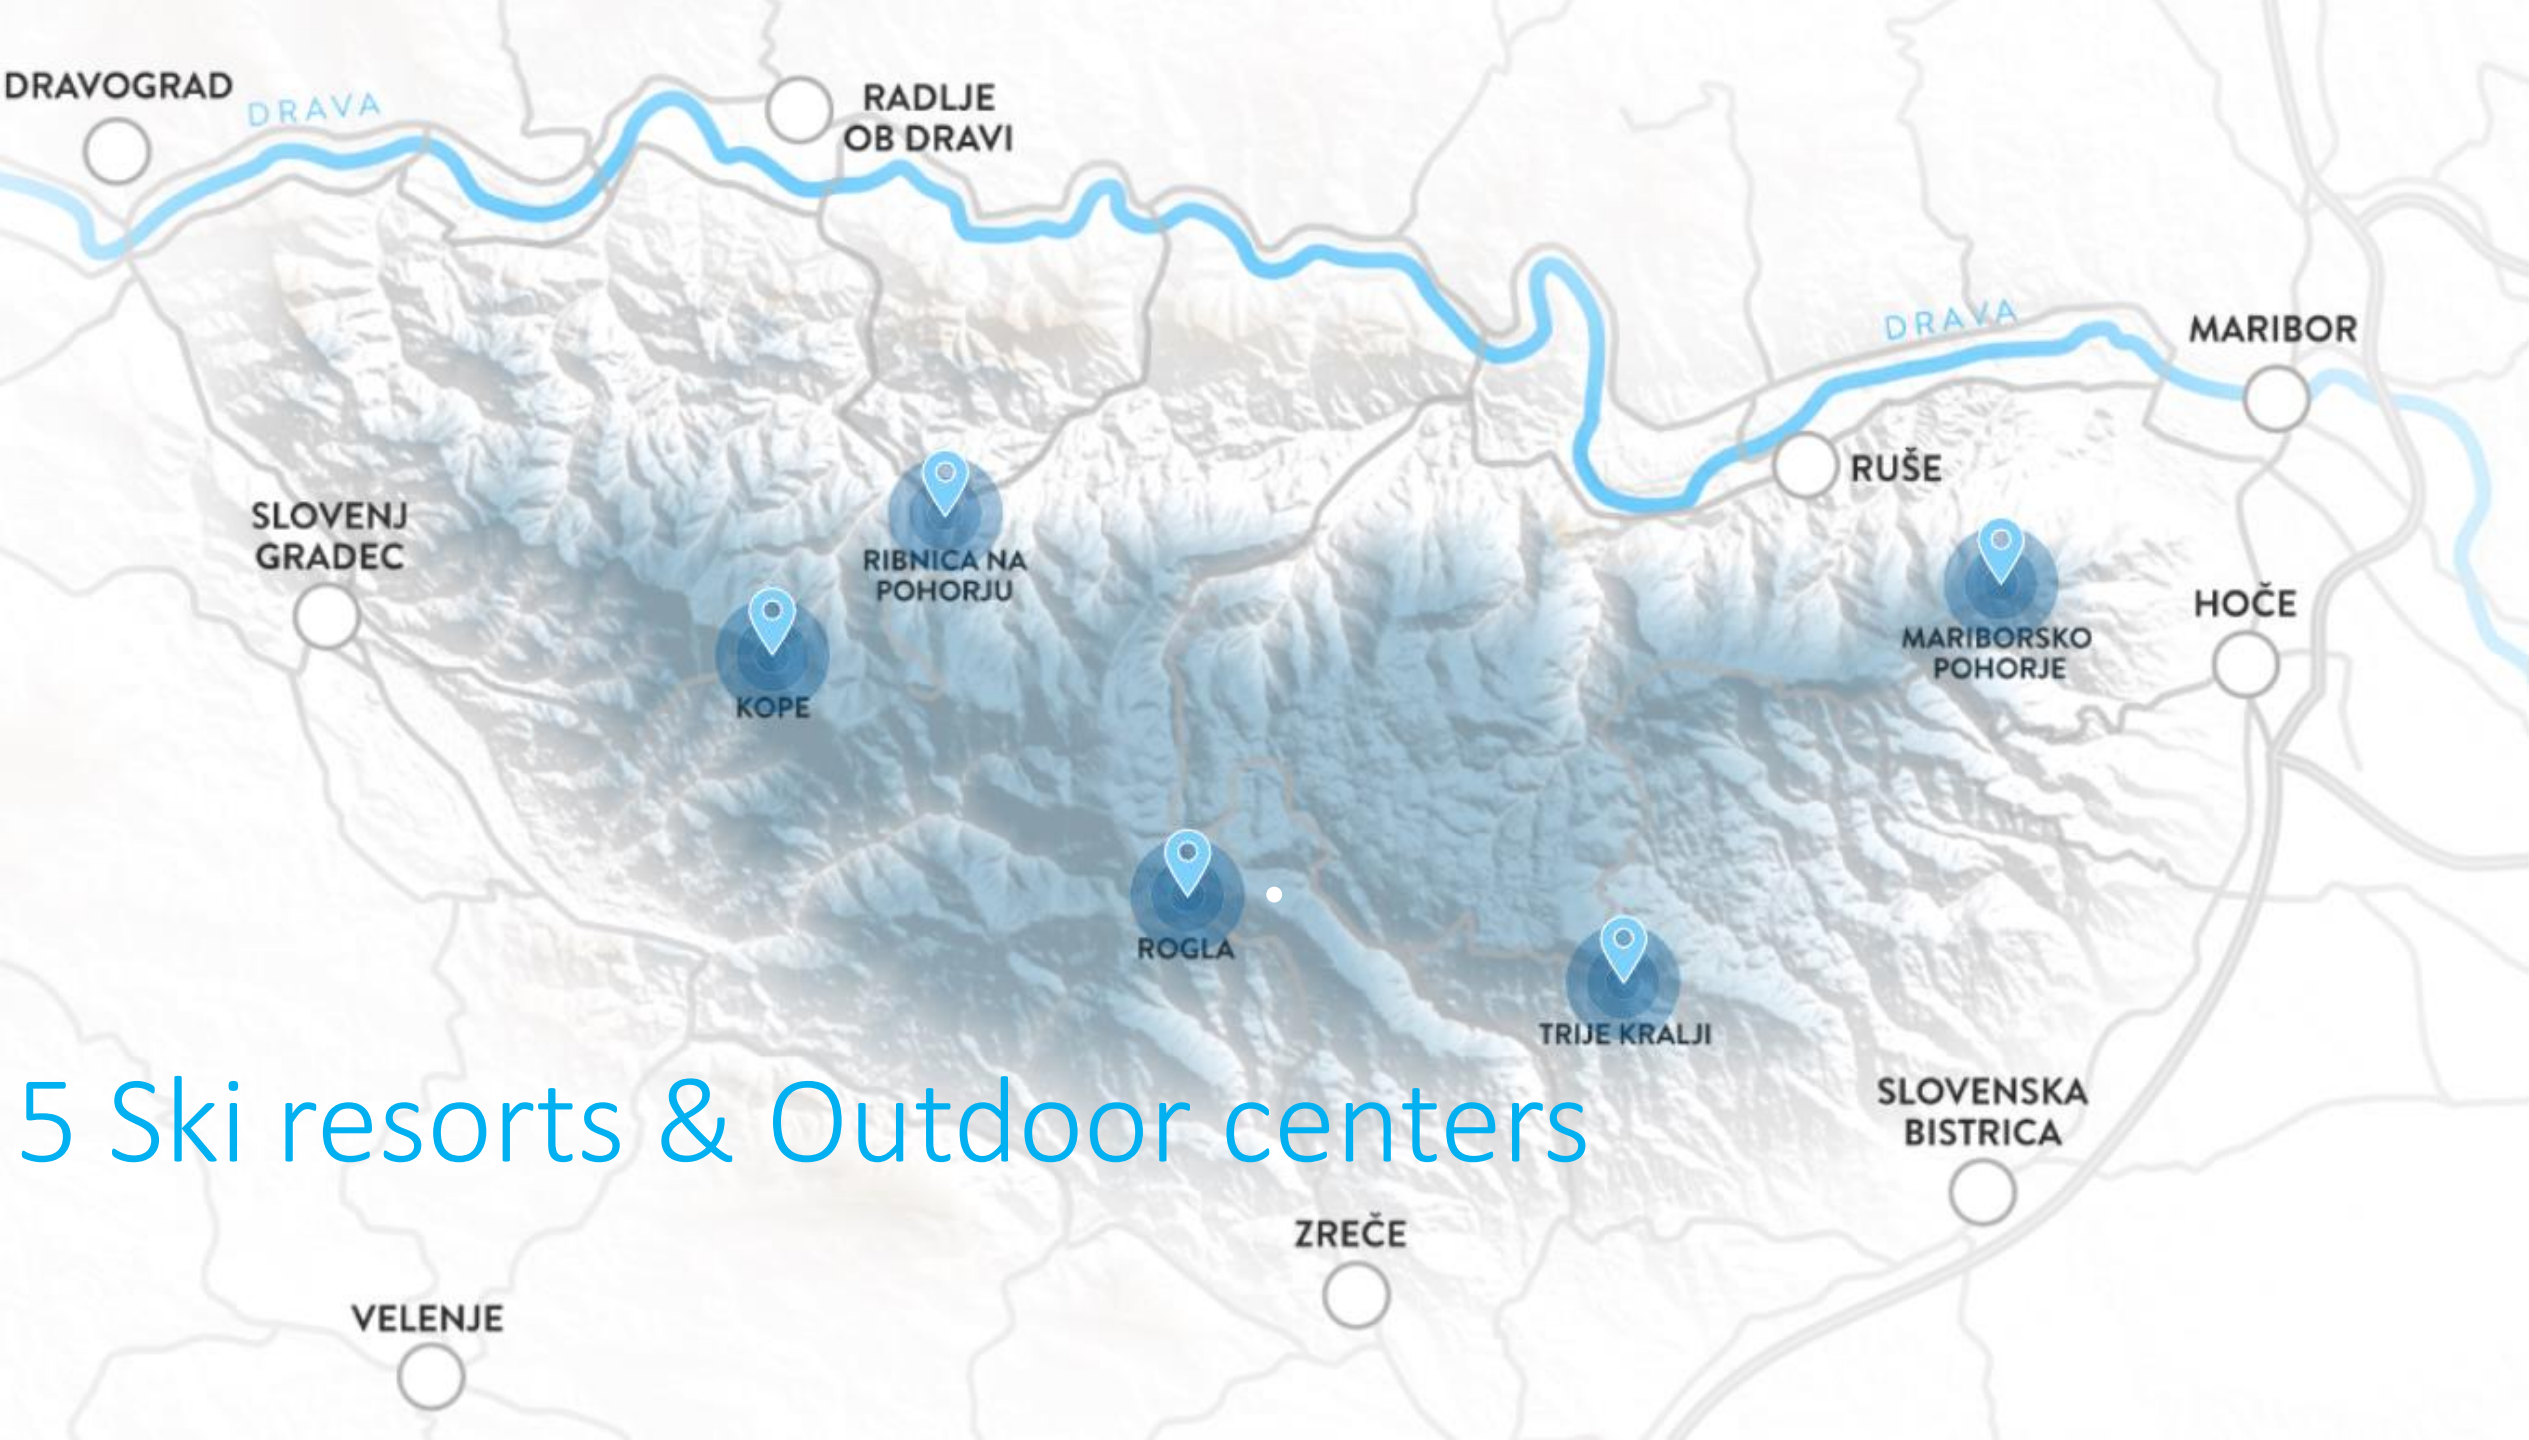 DRAVOGRAD
DRAVA
RADLJE
OB DRAVI
DRAVA
MARIBOR
RUŠE
SLOVENJ
GRADEC
RIBNICA NA
POHORJU
HOČE
MARIBORSKO
POHORJE
KOPE
ROGLA
TRIJE KRALJI
5 Ski resorts & Outdoor centers
SLOVENSKA
BISTRICA
ZREČE
VELENJE